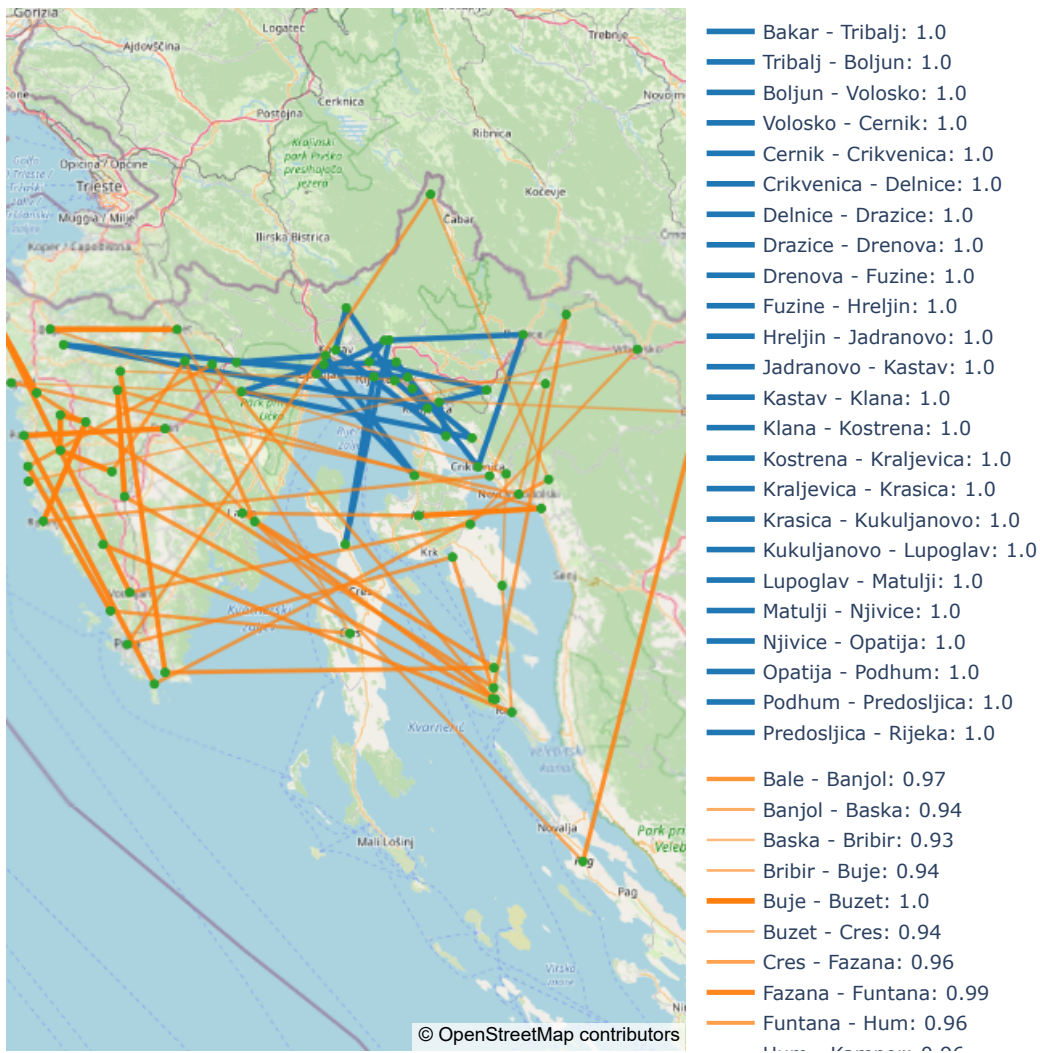 Gorizia
Logatec
Trebnje
Ajdovščina
Cerknica
Postojna
Ribnica
Krajinski
park Pivška
presihajoča
jezera
Opicina / Opčine
Trieste
Kočevje
Muggia / Milje
Čabar
Ilirska Bistrica
Koper / Capodistria
Krk
Senj
Cres
Kvarnerić
Novalja
Mali Lošinj
Pag
© OpenStreetMap contributors
Bakar - Tribalj: 1.0
Tribalj - Boljun: 1.0
Boljun - Volosko: 1.0
Volosko - Cernik: 1.0
Cernik - Crikvenica: 1.0
Crikvenica - Delnice: 1.0
Delnice - Drazice: 1.0
Drazice - Drenova: 1.0
Drenova - Fuzine: 1.0
Fuzine - Hreljin: 1.0
Hreljin - Jadranovo: 1.0
Jadranovo - Kastav: 1.0
Kastav - Klana: 1.0
Klana - Kostrena: 1.0
Kostrena - Kraljevica: 1.0
Kraljevica - Krasica: 1.0
Krasica - Kukuljanovo: 1.0
Kukuljanovo - Lupoglav: 1.0
Lupoglav - Matulji: 1.0
Matulji - Njivice: 1.0
Njivice - Opatija: 1.0
Opatija - Podhum: 1.0
Podhum - Predosljica: 1.0
Predosljica - Rijeka: 1.0
Bale - Banjol: 0.97
Banjol - Baska: 0.94
Baska - Bribir: 0.93
Bribir - Buje: 0.94
Buje - Buzet: 1.0
Buzet - Cres: 0.94
Cres - Fazana: 0.96
Fazana - Funtana: 0.99
Funtana - Hum: 0.96